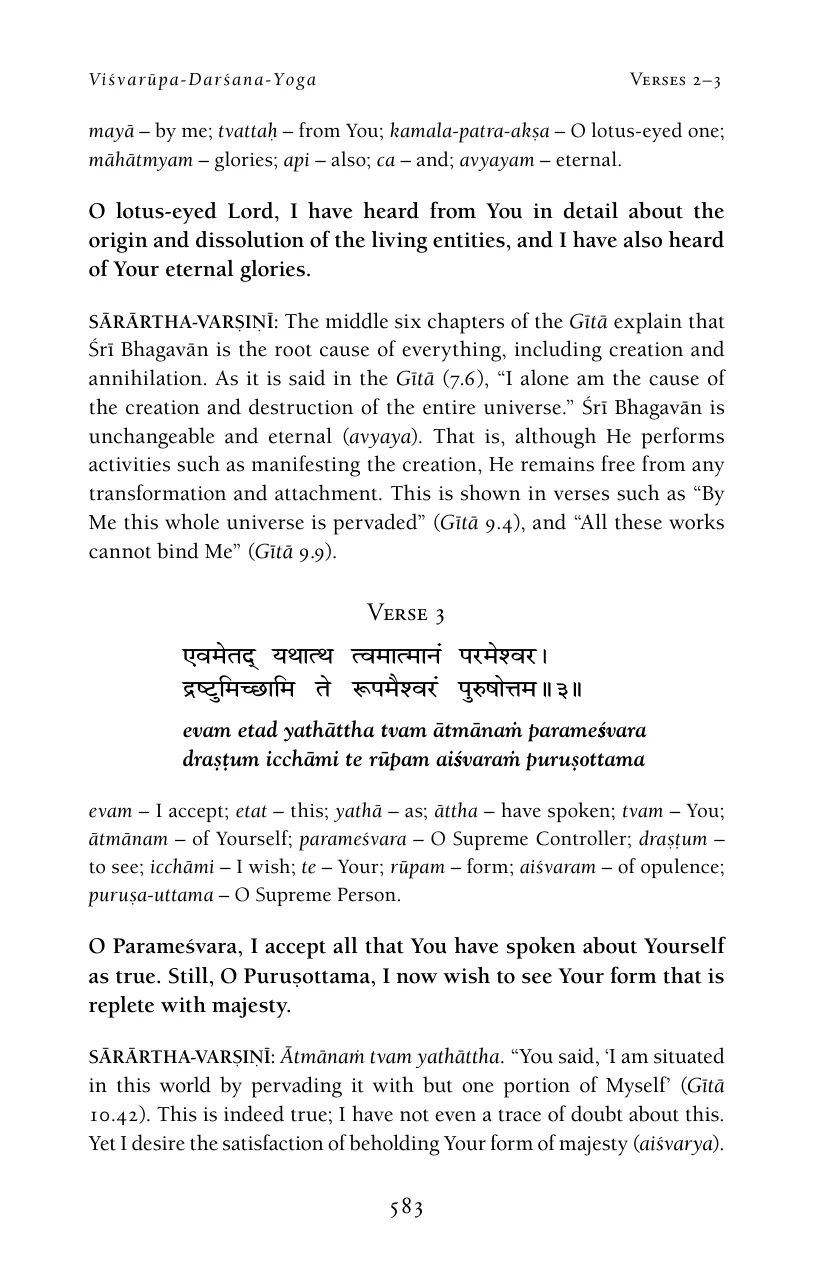 Viśvarūpa-Darśana-Yoga Verses 2–3
mayā – by me; tvattaḥ – from You; kamala-patra-akṣa – O lotus-eyed one;
māhātmyam – glories; api – also; ca – and; avyayam – eternal.
O lotus-eyed Lord, I have heard from You in detail about the
origin and dissolution of the living entities, and I have also heard
of Your eternal glories.
SĀRĀRTHA-VARṢIṆĪ: The middle six chapters of the Gītā explain that
Śrī Bhagavān is the root cause of everything, including creation and
annihilation. As it is said in the Gītā (7.6), “I alone am the cause of
the creation and destruction of the entire universe.” Śrī Bhagavān is
unchangeable and eternal (avyaya). That is, although He performs
activities such as manifesting the creation, He remains free from any
transformation and attachment. This is shown in verses such as “By
Me this whole universe is pervaded” (Gītā 9.4), and “All these works
cannot bind Me” (Gītā 9.9).
Verse 3
एवमेतद् यथात्थ त्वमात्मानं परमेश्वर।
द्रष्टुमिच्छामि ते रूपमैश्वरं पुरुषोत्तम॥३॥
evam etad yathāttha tvam ātmānaṁ parameśvara
draṣṭum icchāmi te rūpam aiśvaraṁ puruṣottama
evam – I accept; etat – this; yathā – as; āttha – have spoken; tvam – You;
ātmānam – of Yourself; parameśvara – O Supreme Controller; draṣṭum –
to see; icchāmi – I wish; te – Your; rūpam – form; aiśvaram – of opulence;
puruṣa-uttama – O Supreme Person.
O Parameśvara, I accept all that You have spoken about Yourself
as true. Still, O Puruṣottama, I now wish to see Your form that is
replete with majesty.
SĀRĀRTHA-VARṢIṆĪ: Ātmānaṁ tvam yathāttha. “You said, ‘I am situated
in this world by pervading it with but one portion of Myself’ (Gītā
10.42). This is indeed true; I have not even a trace of doubt about this.
Yet I desire the satisfaction of beholding Your form of majesty (aiśvarya).
583